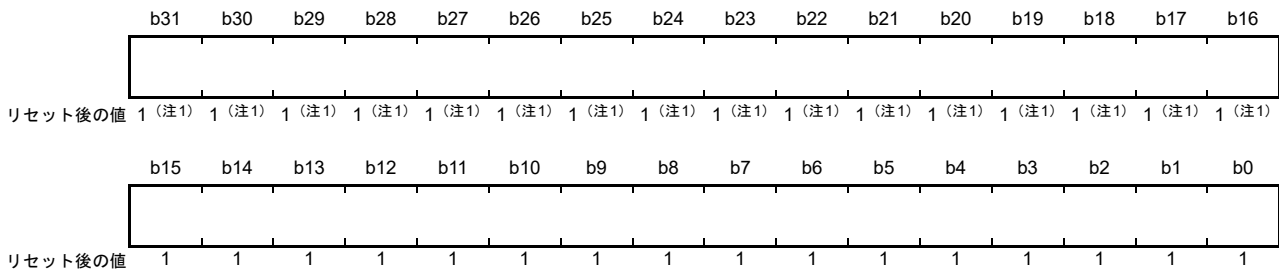 b31 b30 b29 b28 b27 b26 b25 b24 b23 b22 b21 b20 b19 b18 b17 b16
リセット後の値 1（注1） 1（注1） 1（注1） 1（注1） 1（注1） 1（注1） 1（注1） 1（注1） 1（注1） 1（注1） 1（注1） 1（注1） 1（注1） 1（注1） 1（注1） 1（注1）
b15 b14 b13 b12 b11 b10 b9 b8 b7 b6 b5 b4 b3 b2 b1 b0
リセット後の値 1 1 1 1 1 1 1 1 1 1 1 1 1 1 1 1